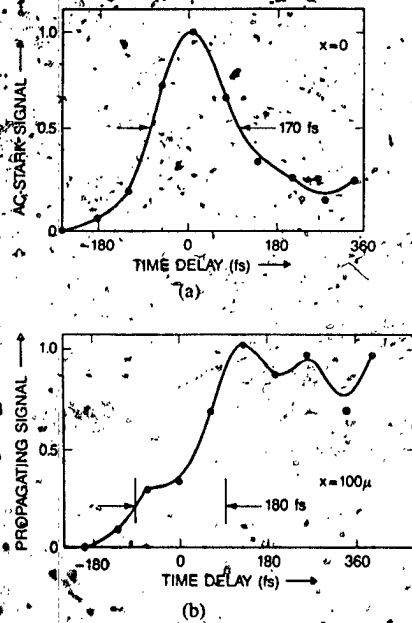 AC-STARK-SIGNAL
1.0
0.5
0
x=0
170 fs
-180
0
180
360
TIME DELAY (fs)
(a)
PROPAGATING SIGNAL
1.0
.5
0
x=100μ
180 fs
-180
0
180
360
TIME DELAY (fs)
(b)